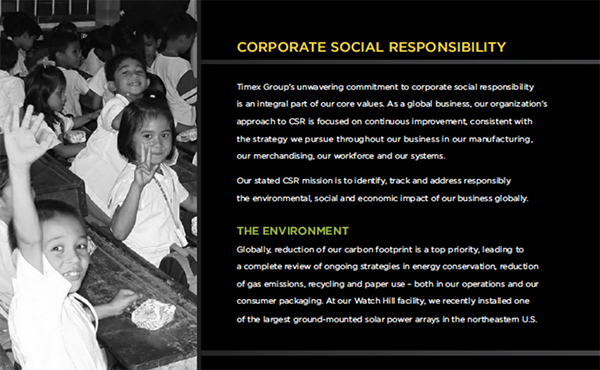 CORPORATE SOCIAL RESPONSIBILITY
Timex Group's unwavering commitment to corporate social responsibility
is an integral part of our core values. As a global business, our organization's
approach to CSR is focused on continuous improvement, consistent with
the strategy we pursue throughout our business in our manufacturing,
our merchandising, our workforce and our systems.
Our stated CSR mission is to identify, track and address responsibly
the environmental, social and economic impact of our business globally.
THE ENVIRONMENT
Globally, reduction of our carbon footprint is a top priority, leading to
a complete review of ongoing strategies in energy conservation, reduction
of gas emissions, recycling and paper use – both in our operations and our
consumer packaging. At our Watch Hill facility, we recently installed one
of the largest ground-mounted solar power arrays in the northeastern U.S.